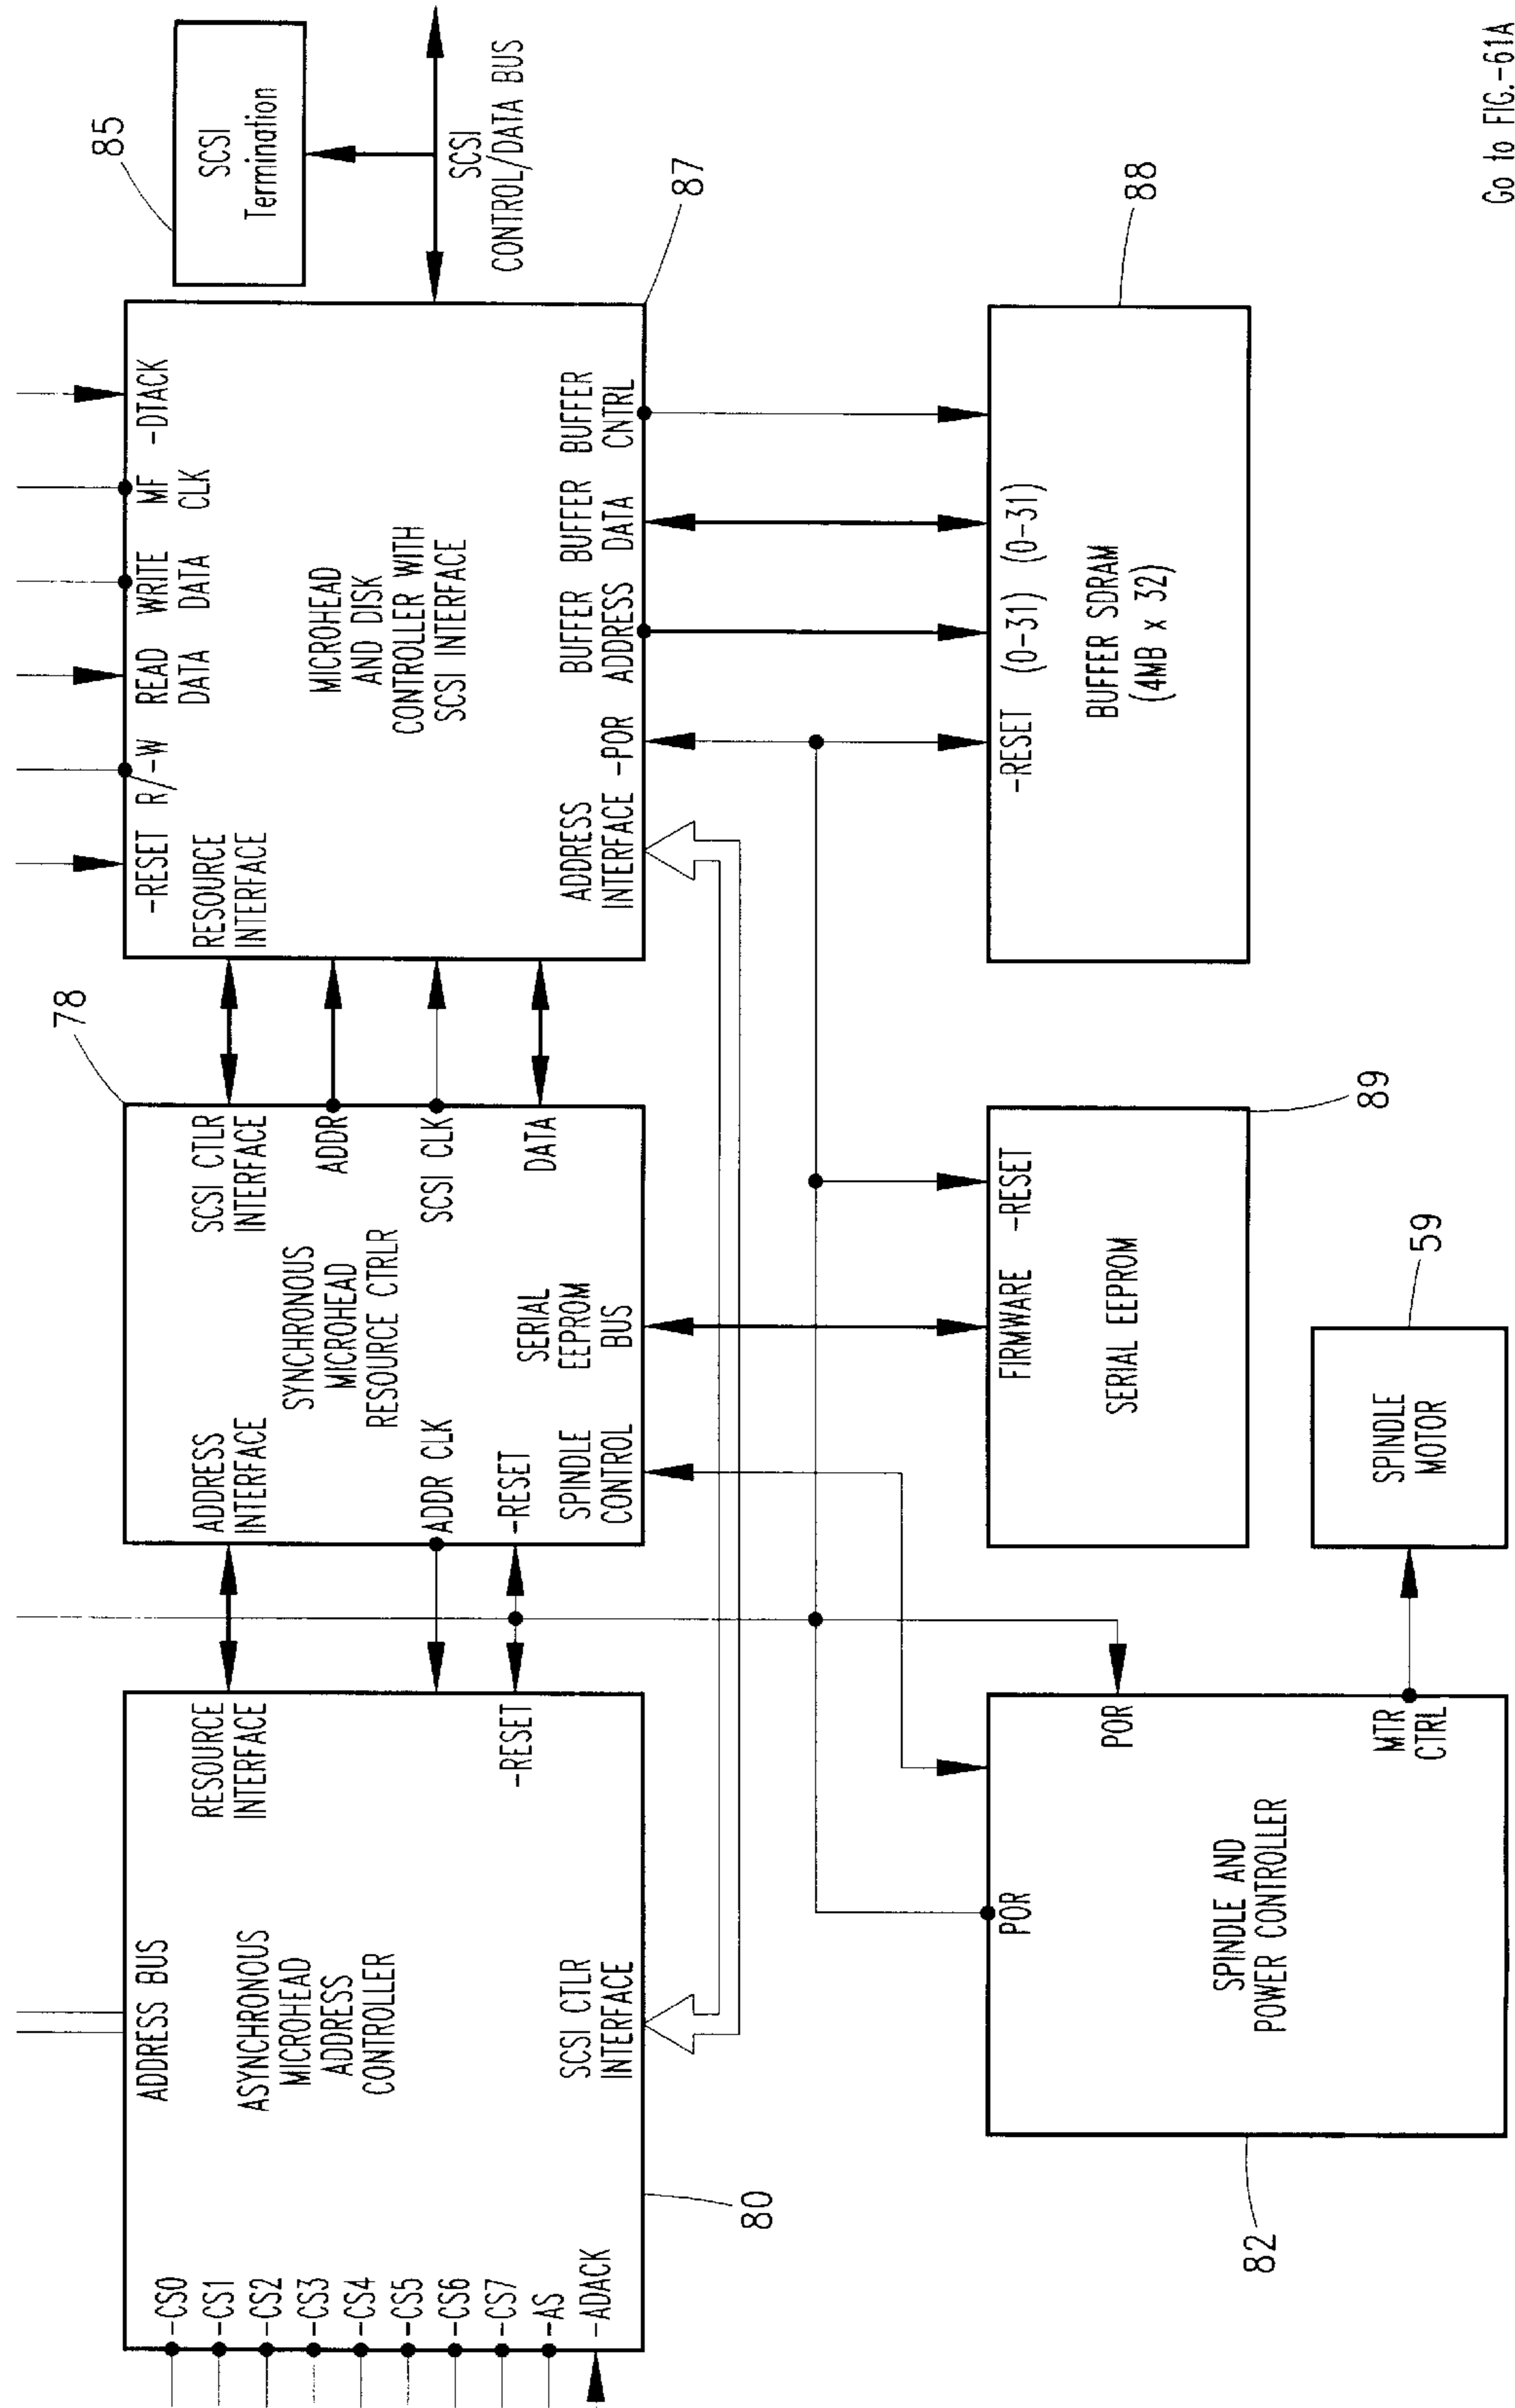 85
SCSI
Termination
SCSI
CONTROL/DATA BUS
87
-RESET
R/-W
READ
DATA
WRITE
DATA
MF
CLK
-DTACK
RESOURCE
INTERFACE
MICROHEAD
AND DISK
CONTROLLER WITH
SCSI INTERFACE
ADDRESS
INTERFACE
-POR
BUFFER
ADDRESS
BUFFER
DATA
BUFFER
CNTRL
88
-RESET
(0-31)
(0-31)
BUFFER SDRAM
(4MB x 32)
78
ADDRESS
INTERFACE
SCSI CTLR
INTERFACE
SYNCHRONOUS
MICROHEAD
RESOURCE CTRLR
ADDR
ADDR CLK
SCSI CLK
-RESET
DATA
SPINDLE
CONTROL
SERIAL
EEPROM
BUS
89
FIRMWARE
-RESET
SERIAL EEPROM
59
SPINDLE
MOTOR
ADDRESS BUS
RESOURCE
INTERFACE
ASYNCHRONOUS
MICROHEAD
ADDRESS
CONTROLLER
-RESET
SCSI CTLR
INTERFACE
-CS0
-CS1
-CS2
-CS3
-CS4
-CS5
-CS6
-CS7
-AS
-ADACK
80
POR
POR
SPINDLE AND
POWER CONTROLLER
MTR
CTRL
82
Go to FIG.-61A